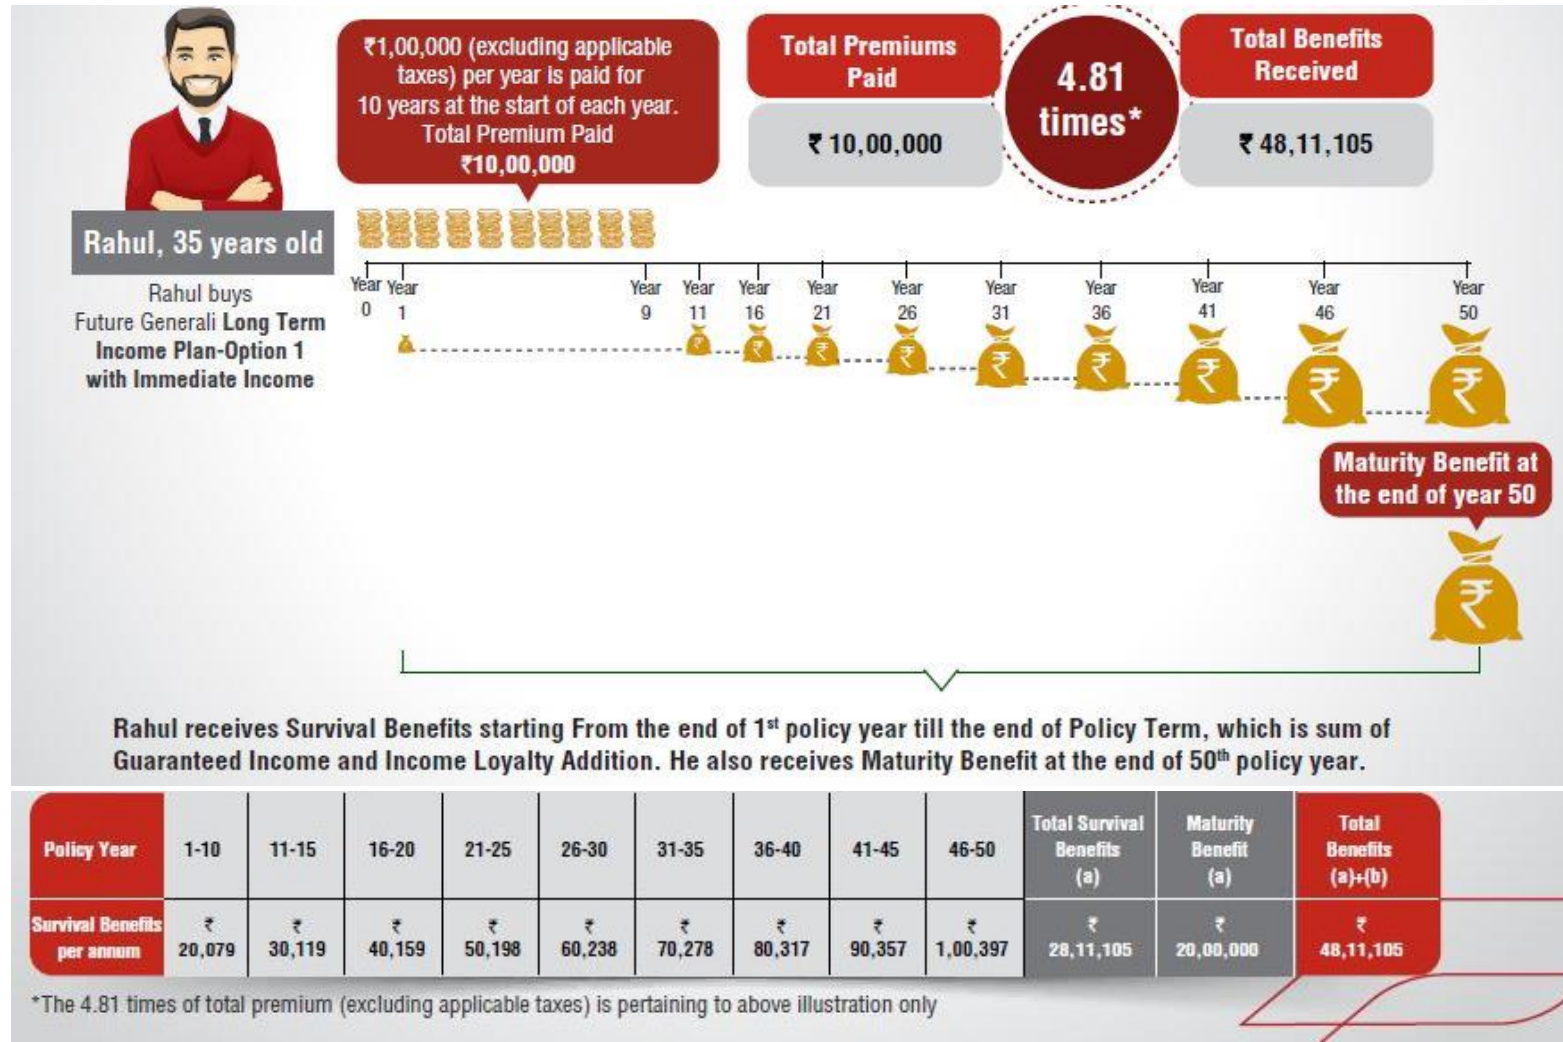 ₹1,00,000 (excluding applicable
taxes) per year is paid for
10 years at the start of each year.
Total Premium Paid
₹10,00,000
Total Premiums
Paid
₹ 10,00,000
4.81
times*
Total Benefits
Received
₹ 48,11,105
Rahul, 35 years old
Rahul buys
Future Generali Long Term
Income Plan-Option 1
with Immediate Income
Year Year Year Year Year Year Year Year Year Year Year Year
0 1 9 11 16 21 26 31 36 41 46 50
₹ ₹ ₹ ₹ ₹ ₹ ₹ ₹ ₹
Maturity Benefit at
the end of year 50
₹
Rahul receives Survival Benefits starting From the end of 1st policy year till the end of Policy Term, which is sum of
Guaranteed Income and Income Loyalty Addition. He also receives Maturity Benefit at the end of 50th policy year.
Policy Year 1-10 11-15 16-20 21-25 26-30 31-35 36-40 41-45 46-50
Total Survival
Benefits
(a)
Maturity
Benefit
(a)
Total
Benefits
(a)+(b)
Survival Benefits
per annum
₹ ₹ ₹ ₹ ₹ ₹ ₹ ₹ ₹ ₹ ₹ ₹
20,079 30,119 40,159 50,198 60,238 70,278 80,317 90,357 1,00,397 28,11,105 20,00,000 48,11,105
*The 4.81 times of total premium (excluding applicable taxes) is pertaining to above illustration only